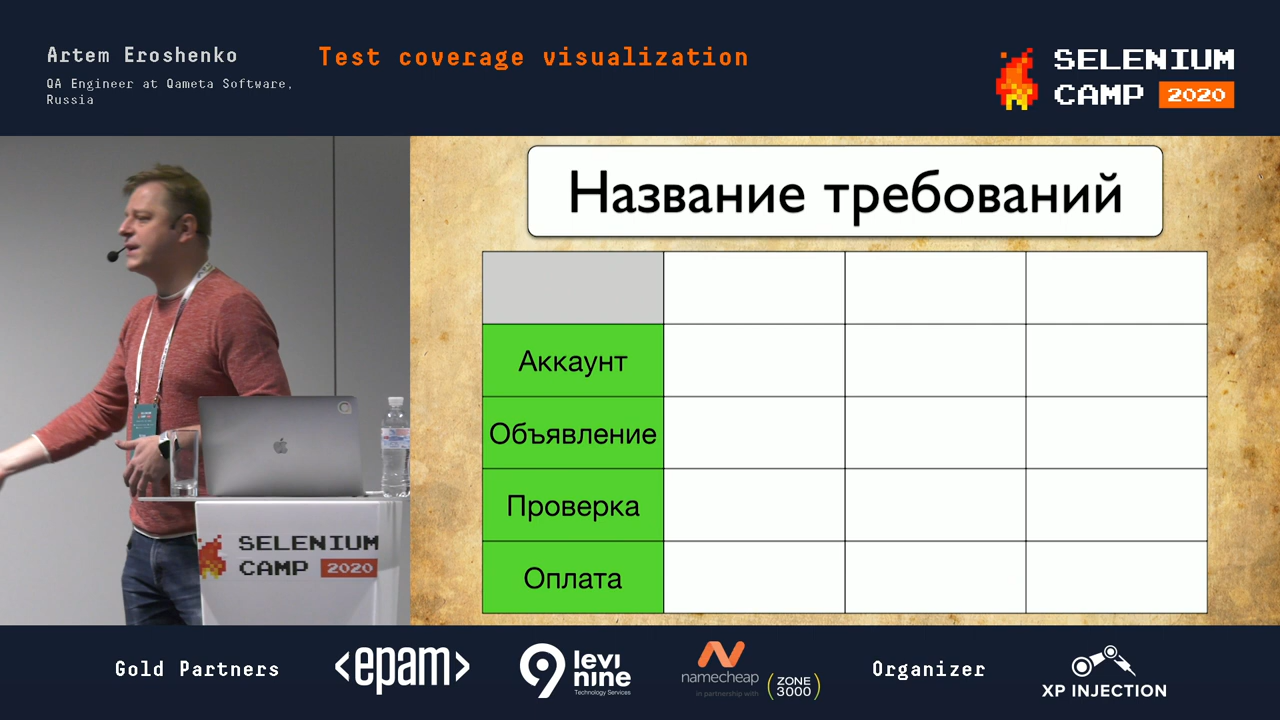 Artem Eroshenko
QA Engineer at Qameta Software,
Russia
Test coverage visualization
SELENIUM
CAMP 2020
Название требований
Аккаунт
Объявление
Проверка
Оплата
SELENIUM
CAMP 2020
Gold Partners
<epam>
9 levi
nine
Technology Services
namecheap
in partnership with
ZONE
3000
Organizer
XP INJECTION